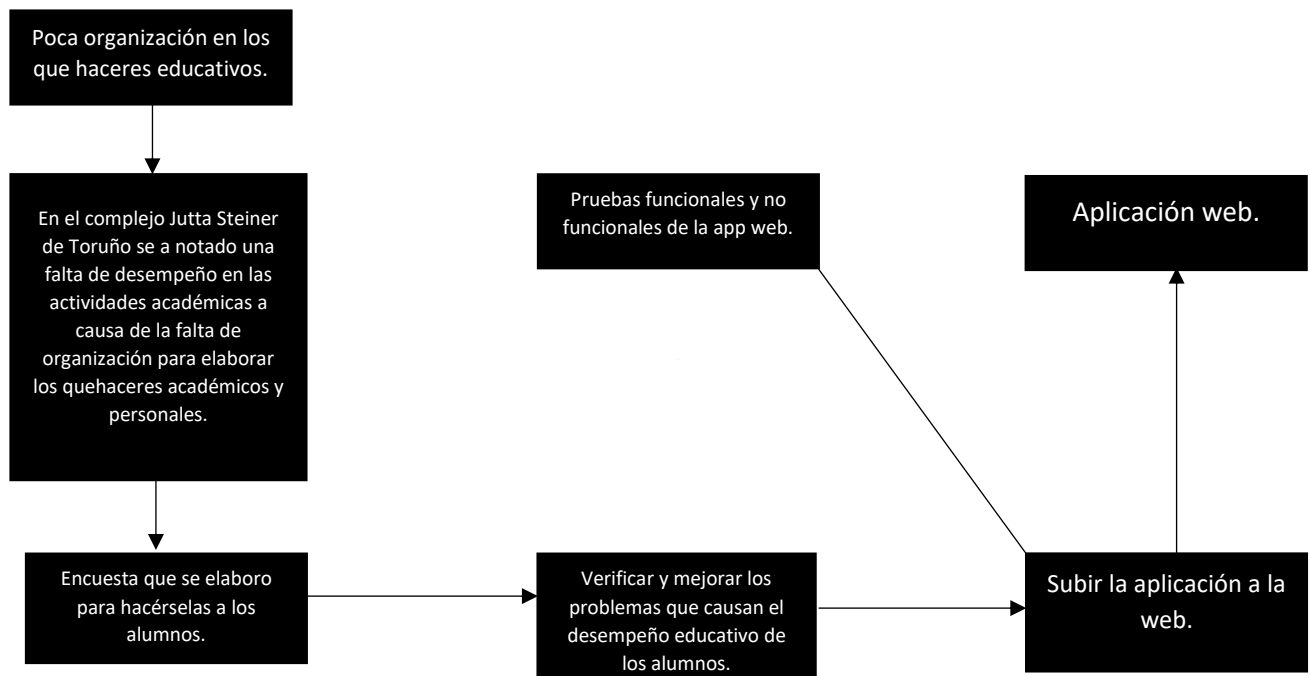 Poca organización en los
que haceres educativos.
En el complejo Jutta Steiner
de Toruño se a notado una
falta de desempeño en las
actividades académicas a
causa de la falta de
organización para elaborar
los quehaceres académicos y
personales.
Encuesta que se elaboro
para hacérselas a los
alumnos.
Verificar y mejorar los
problemas que causan el
desempeño educativo de
los alumnos.
Pruebas funcionales y no
funcionales de la app web.
Subir la aplicación a la
web.
Aplicación web.